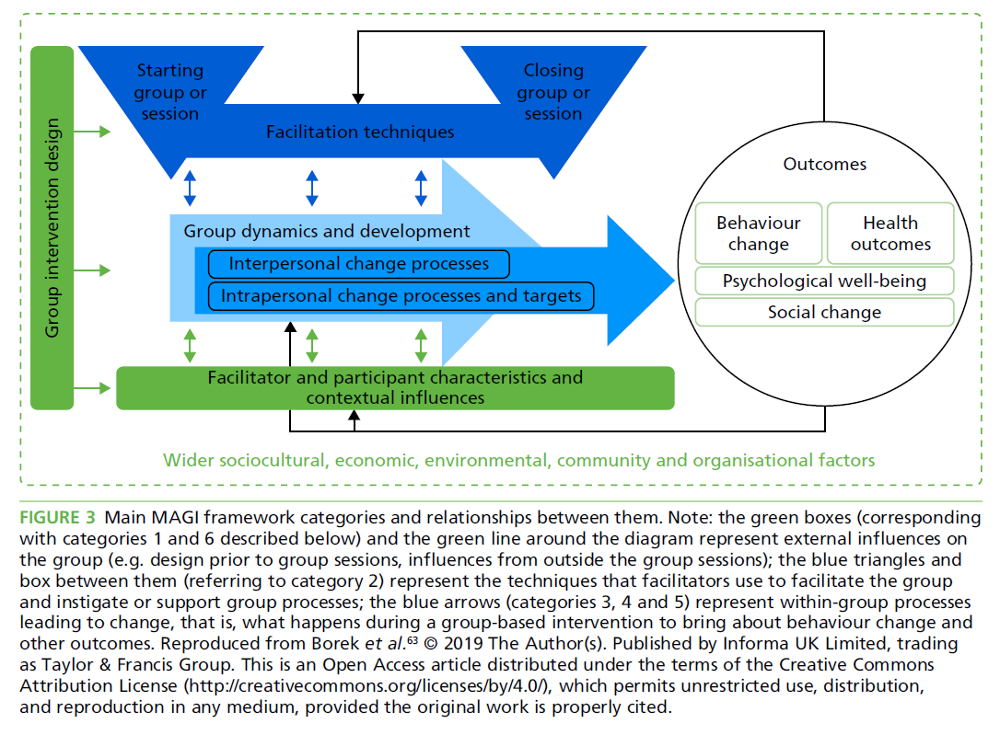 Group intervention design
Starting
group or
session
Closing
group or
session
Facilitation techniques
Group dynamics and development
Interpersonal change processes
Intrapersonal change processes and targets
Facilitator and participant characteristics and
contextual influences
Outcomes
Behaviour
change
Health
outcomes
Psychological well-being
Social change
Wider sociocultural, economic, environmental, community and organisational factors
FIGURE 3 Main MAGI framework categories and relationships between them. Note: the green boxes (corresponding
with categories 1 and 6 described below) and the green line around the diagram represent external influences on
the group (e.g. design prior to group sessions, influences from outside the group sessions); the blue triangles and
box between them (referring to category 2) represent the techniques that facilitators use to facilitate the group
and instigate or support group processes; the blue arrows (categories 3, 4 and 5) represent within-group processes
leading to change, that is, what happens during a group-based intervention to bring about behaviour change and
other outcomes. Reproduced from Borek et al.⁶³ © 2019 The Author(s). Published by Informa UK Limited, trading
as Taylor & Francis Group. This is an Open Access article distributed under the terms of the Creative Commons
Attribution License (http://creativecommons.org/licenses/by/4.0/), which permits unrestricted use, distribution,
and reproduction in any medium, provided the original work is properly cited.